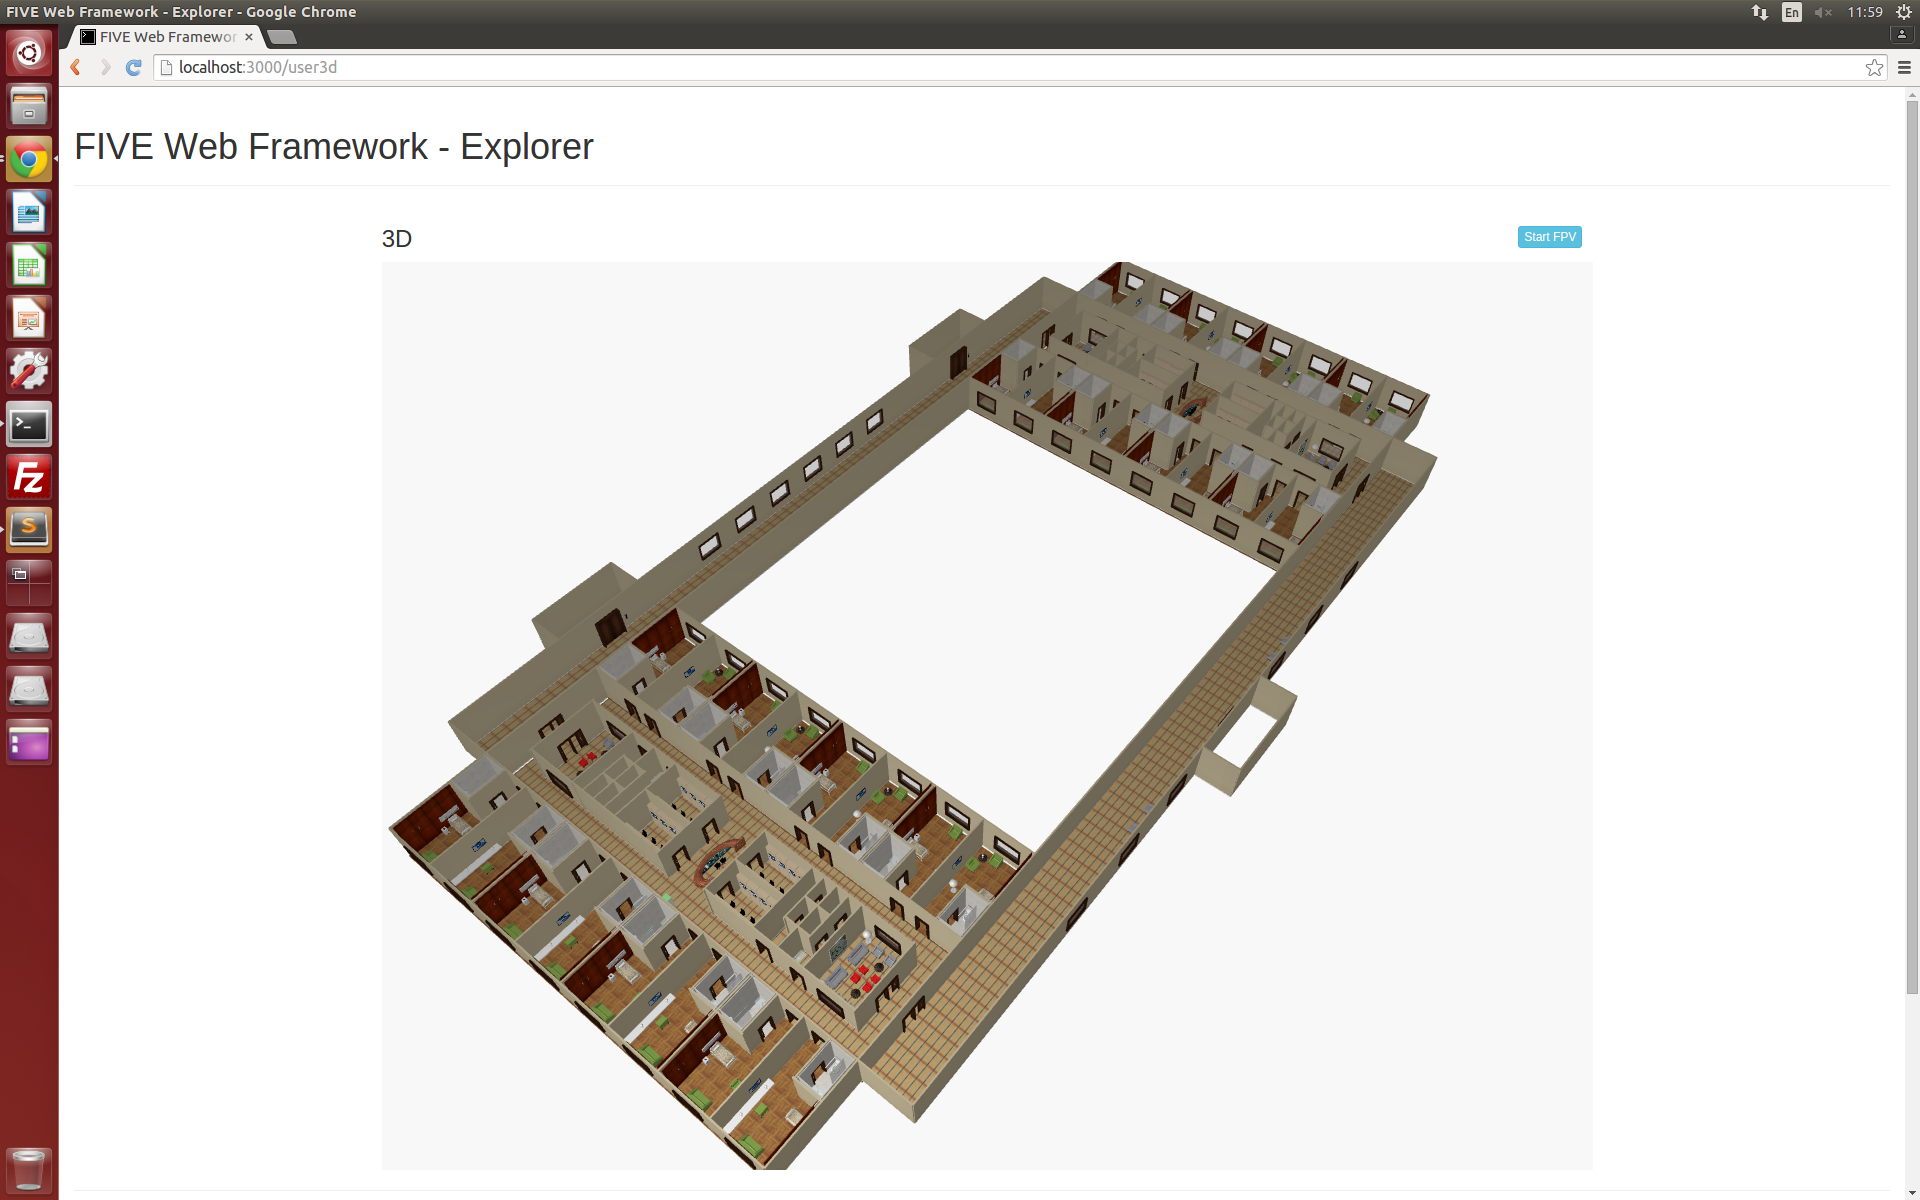 FIVE Web Framework - Explorer - Google Chrome
En
11:59
FIVE Web Framewor
localhost:3000/user3d
FIVE Web Framework - Explorer
3D
Start FPV
Fz
S